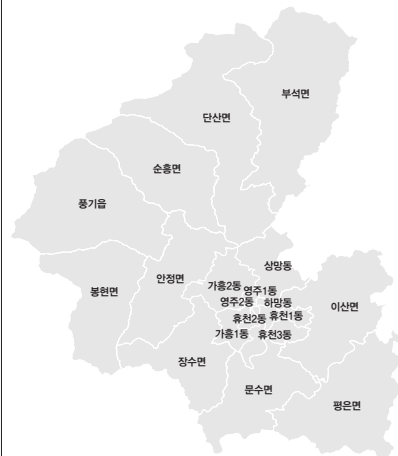 부석면
단산면
순흥면
풍기읍
상망동
안정면
가흥2동
영주1동
봉현면
영주2동
하망동
이산면
휴천2동
휴천1동
가흥1동
휴천3동
장수면
문수면
평은면